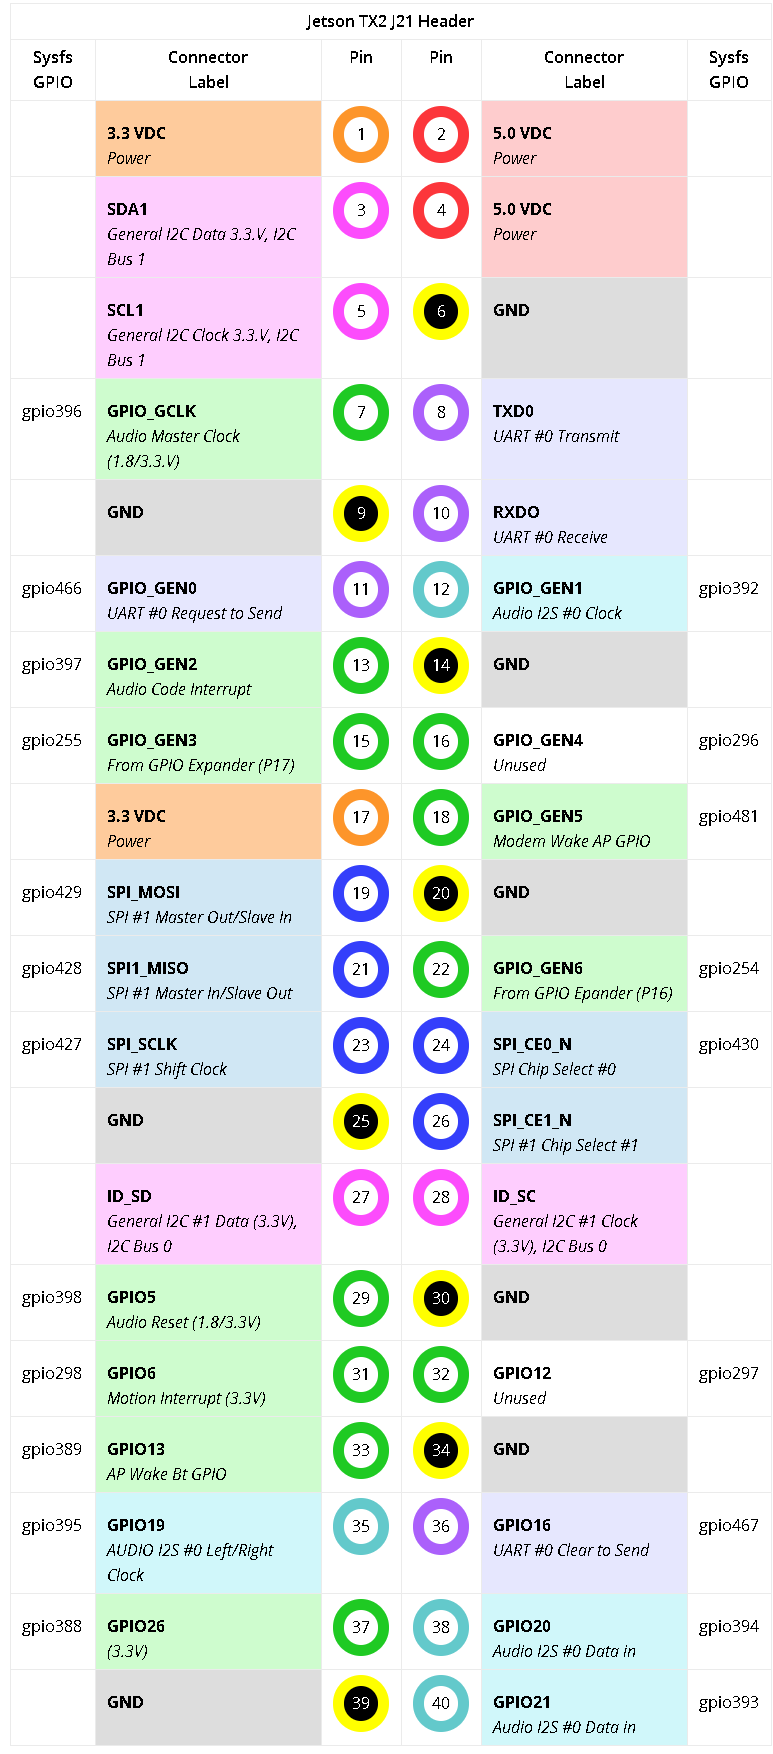 Jetson TX2 J21 Header
Sysfs GPIO Connector Label Pin Pin Connector Label Sysfs GPIO
3.3 VDC 1 2 5.0 VDC
Power Power
SDA1 3 4 5.0 VDC
General I2C Data 3.3.V, I2C Power
Bus 1
SCL1 5 6 GND
General I2C Clock 3.3.V, I2C
Bus 1
gpio396 GPIO_GCLK 7 8 TXD0
Audio Master Clock UART #0 Transmit
(1.8/3.3.V)
GND 9 10 RXDO
UART #0 Receive
gpio466 GPIO_GEN0 11 12 GPIO_GEN1 gpio392
UART #0 Request to Send Audio I2S #0 Clock
gpio397 GPIO_GEN2 13 14 GND
Audio Code Interrupt
gpio255 GPIO_GEN3 15 16 GPIO_GEN4 gpio296
From GPIO Expander (P17) Unused
3.3 VDC 17 18 GPIO_GEN5 gpio481
Power Modem Wake AP GPIO
gpio429 SPI_MOSI 19 20 GND
SPI #1 Master Out/Slave In
gpio428 SPI1_MISO 21 22 GPIO_GEN6 gpio254
SPI #1 Master In/Slave Out From GPIO Epander (P16)
gpio427 SPI_SCLK 23 24 SPI_CE0_N gpio430
SPI #1 Shift Clock SPI Chip Select #0
GND 25 26 SPI_CE1_N
SPI #1 Chip Select #1
ID_SD 27 28 ID_SC
General I2C #1 Data (3.3V), General I2C #1 Clock
I2C Bus 0 (3.3V), I2C Bus 0
gpio398 GPIO5 29 30 GND
Audio Reset (1.8/3.3V)
gpio298 GPIO6 31 32 GPIO12 gpio297
Motion Interrupt (3.3V) Unused
gpio389 GPIO13 33 34 GND
AP Wake Bt GPIO
gpio395 GPIO19 35 36 GPIO16 gpio467
AUDIO I2S #0 Left/Right UART #0 Clear to Send
Clock
gpio388 GPIO26 37 38 GPIO20 gpio394
(3.3V) Audio I2S #0 Data in
GND 39 40 GPIO21 gpio393
Audio I2S #0 Data in